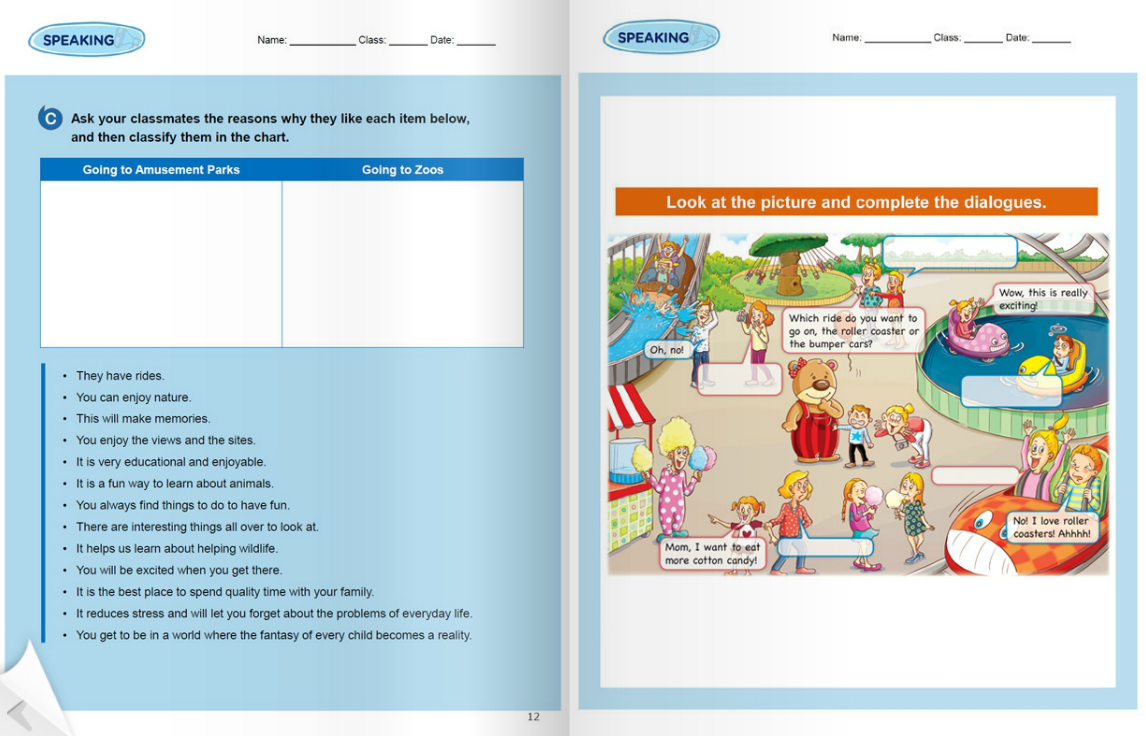 SPEAKING
Name: ___________ Class: ______ Date: ______
C
Ask your classmates the reasons why they like each item below,
and then classify them in the chart.
Going to Amusement Parks
Going to Zoos
• They have rides.
• You can enjoy nature.
• This will make memories.
• You enjoy the views and the sites.
• It is very educational and enjoyable.
• It is a fun way to learn about animals.
• You always find things to do to have fun.
• There are interesting things all over to look at.
• It helps us learn about helping wildlife.
• You will be excited when you get there.
• It is the best place to spend quality time with your family.
• It reduces stress and will let you forget about the problems of everyday life.
• You get to be in a world where the fantasy of every child becomes a reality.
12
SPEAKING
Name: ___________ Class: ______ Date: ______
Look at the picture and complete the dialogues.
Wow, this is really
exciting!
Which ride do you want to
go on, the roller coaster or
the bumper cars?
Oh, no!
No! I love roller
coasters! Ahhhh!
Mom, I want to eat
more cotton candy!